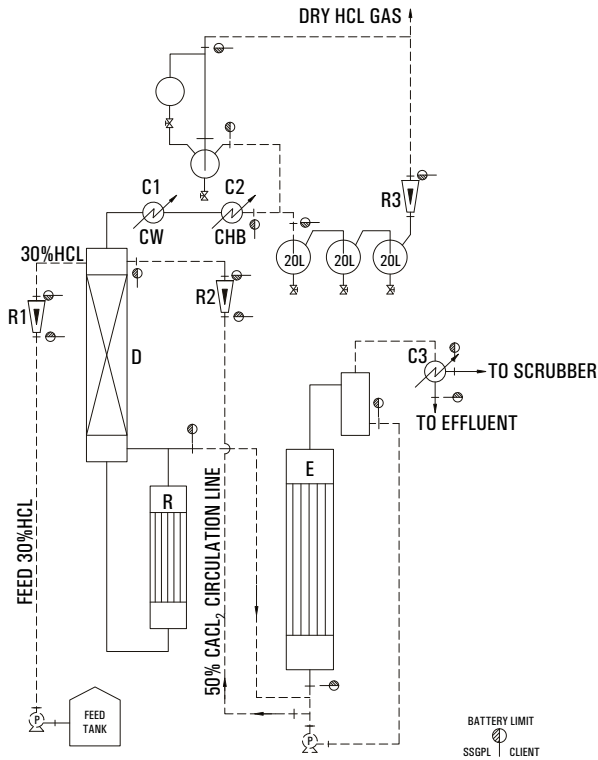 DRY HCL GAS
C1
C2
R3
CW
CHB
30%HCL
20L
20L
20L
R1
R2
D
C3
TO SCRUBBER
TO EFFLUENT
E
R
FEED 30%HCL
50% CACL₂ CIRCULATION LINE
P
FEED
TANK
P
BATTERY LIMIT
SSGPL
CLIENT